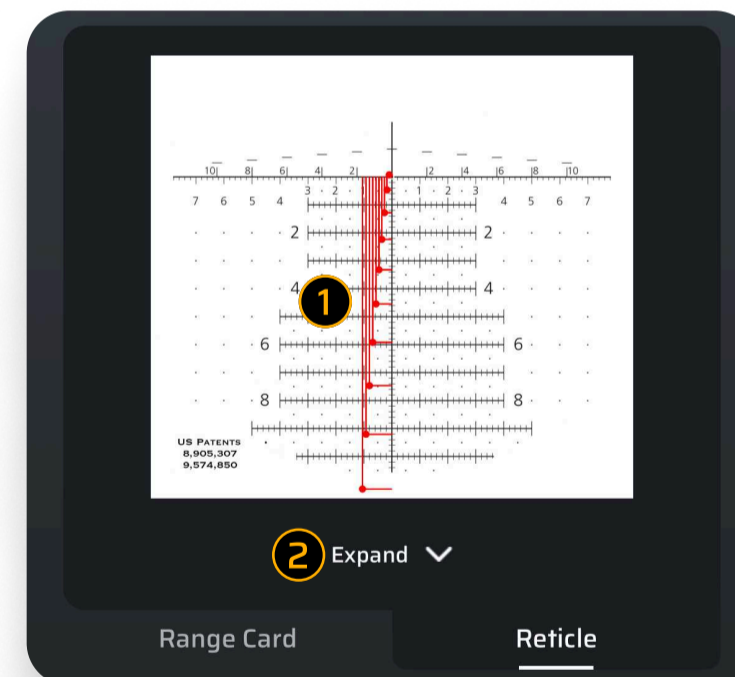 10| 8| 6| 4| 2| |2 |4 |6 |8 |10
7 6 5 4 3 2 1 2 3 4 5 6 7
2 2
4 4
1
6 6
8 8
US PATENTS
8,905,307
9,574,850
2 Expand
Range Card Reticle